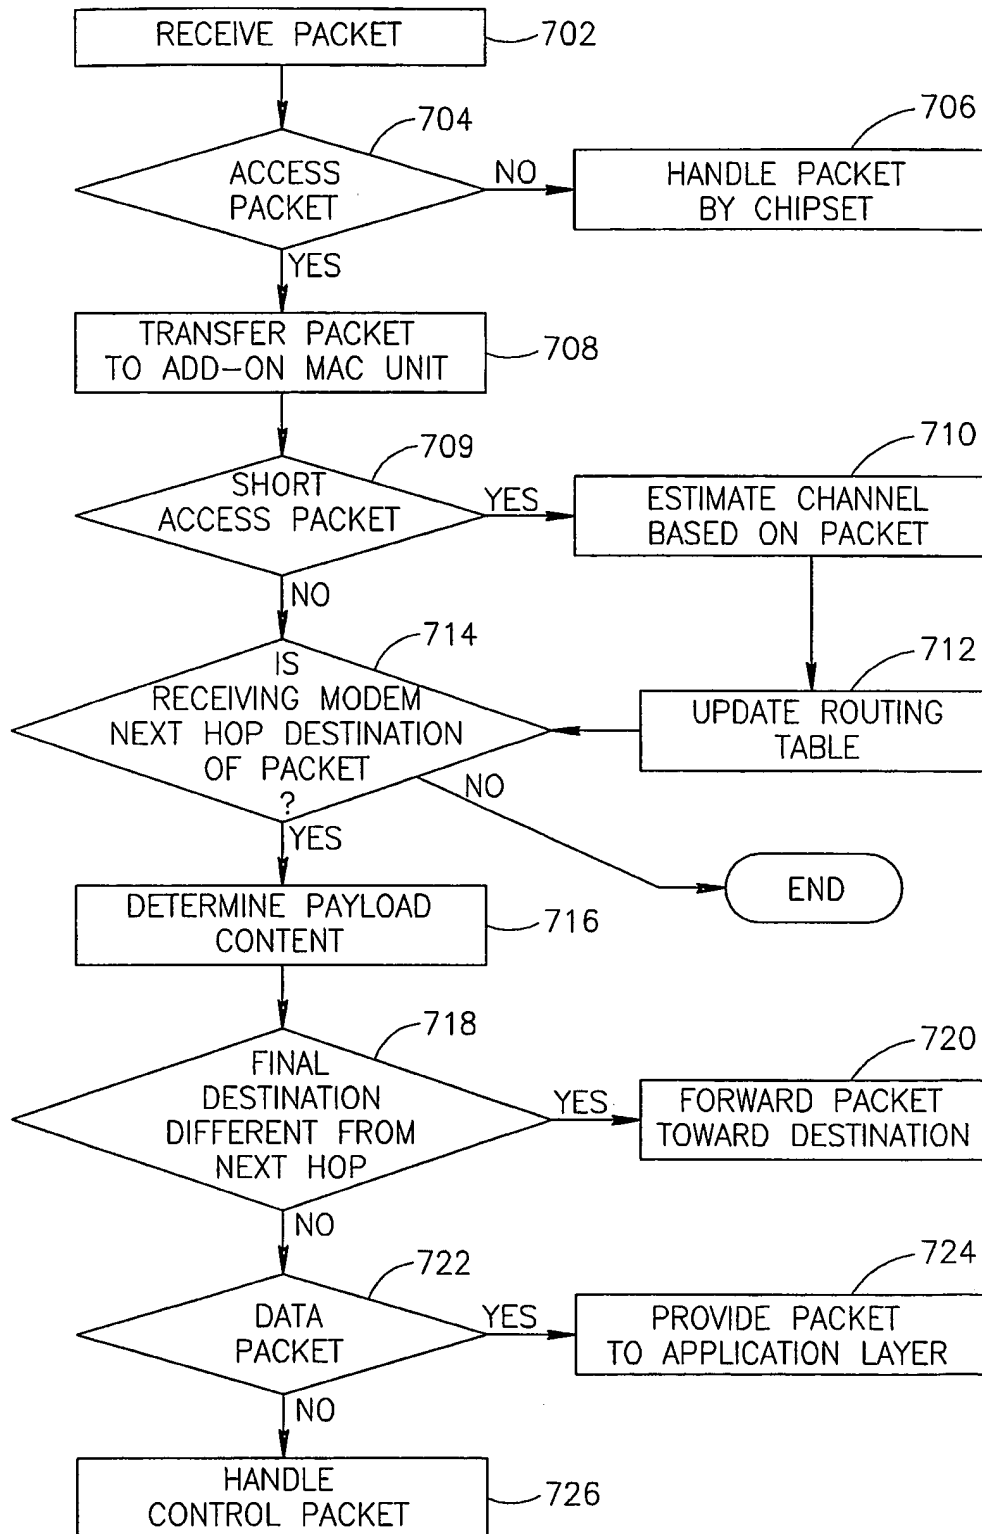 RECEIVE PACKET
702
704
706
ACCESS
PACKET
NO
HANDLE PACKET
BY CHIPSET
YES
TRANSFER PACKET
TO ADD-ON MAC UNIT
708
709
710
SHORT
ACCESS PACKET
YES
ESTIMATE CHANNEL
BASED ON PACKET
NO
714
712
IS
RECEIVING MODEM
NEXT HOP DESTINATION
OF PACKET
?
UPDATE ROUTING
TABLE
NO
YES
END
DETERMINE PAYLOAD
CONTENT
716
718
720
FINAL
DESTINATION
DIFFERENT FROM
NEXT HOP
YES
FORWARD PACKET
TOWARD DESTINATION
NO
722
724
DATA
PACKET
YES
PROVIDE PACKET
TO APPLICATION LAYER
NO
HANDLE
CONTROL PACKET
726